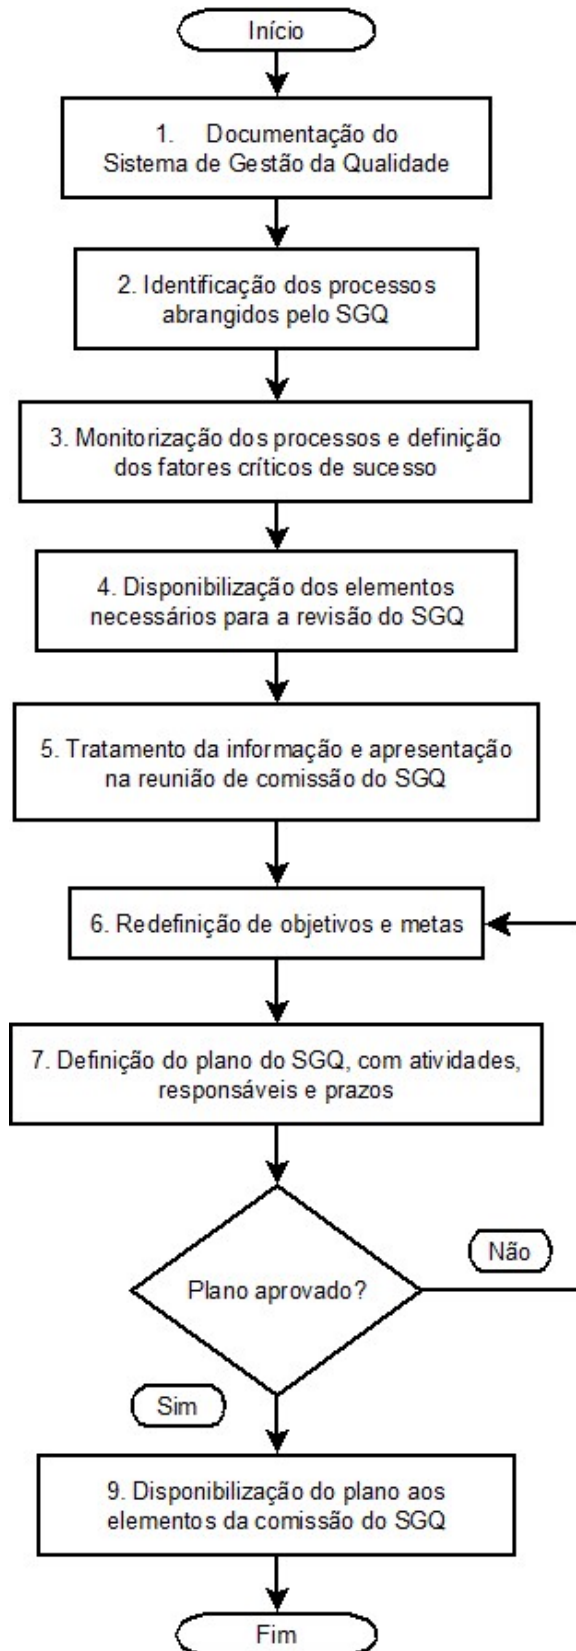 Início
1. Documentação do
Sistema de Gestão da Qualidade
2. Identificação dos processos
abrangidos pelo SGQ
3. Monitorização dos processos e definição
dos fatores críticos de sucesso
4. Disponibilização dos elementos
necessários para a revisão do SGQ
5. Tratamento da informação e apresentação
na reunião de comissão do SGQ
6. Redefinição de objetivos e metas
7. Definição do plano do SGQ, com atividades,
responsáveis e prazos
Não
Plano aprovado?
Sim
9. Disponibilização do plano aos
elementos da comissão do SGQ
Fim